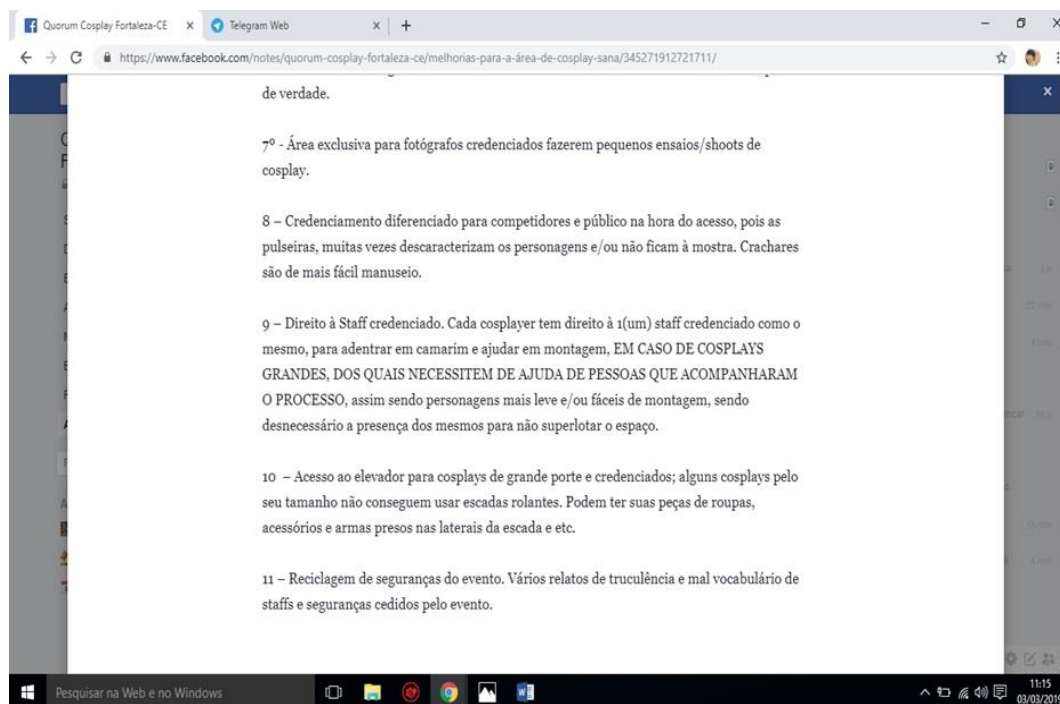 Quorum Cosplay Fortaleza-CE
Telegram Web
https://www.facebook.com/notes/quorum-cosplay-fortaleza-ce/melhorias-para-a-área-de-cosplay-sana/345271912721711/
de verdade.
7º - Área exclusiva para fotógrafos credenciados fazerem pequenos ensaios/shoots de
cosplay.
8 – Credenciamento diferenciado para competidores e público na hora do acesso, pois as
pulseiras, muitas vezes descaracterizam os personagens e/ou não ficam à mostra. Crachares
são de mais fácil manuseio.
9 – Direito à Staff credenciado. Cada cosplayer tem direito à 1(um) staff credenciado como o
mesmo, para adentrar em camarim e ajudar em montagem, EM CASO DE COSPLAYS
GRANDES, DOS QUAIS NECESSITEM DE AJUDA DE PESSOAS QUE ACOMPANHARAM
O PROCESSO, assim sendo personagens mais leve e/ou fáceis de montagem, sendo
desnecessário a presença dos mesmos para não superlotar o espaço.
10 – Acesso ao elevador para cosplays de grande porte e credenciados; alguns cosplays pelo
seu tamanho não conseguem usar escadas rolantes. Podem ter suas peças de roupas,
acessórios e armas presos nas laterais da escada e etc.
11 – Reciclagem de seguranças do evento. Vários relatos de truculência e mal vocabulário de
staffs e seguranças cedidos pelo evento.
Pesquisar na Web e no Windows
11:15
03/03/2019